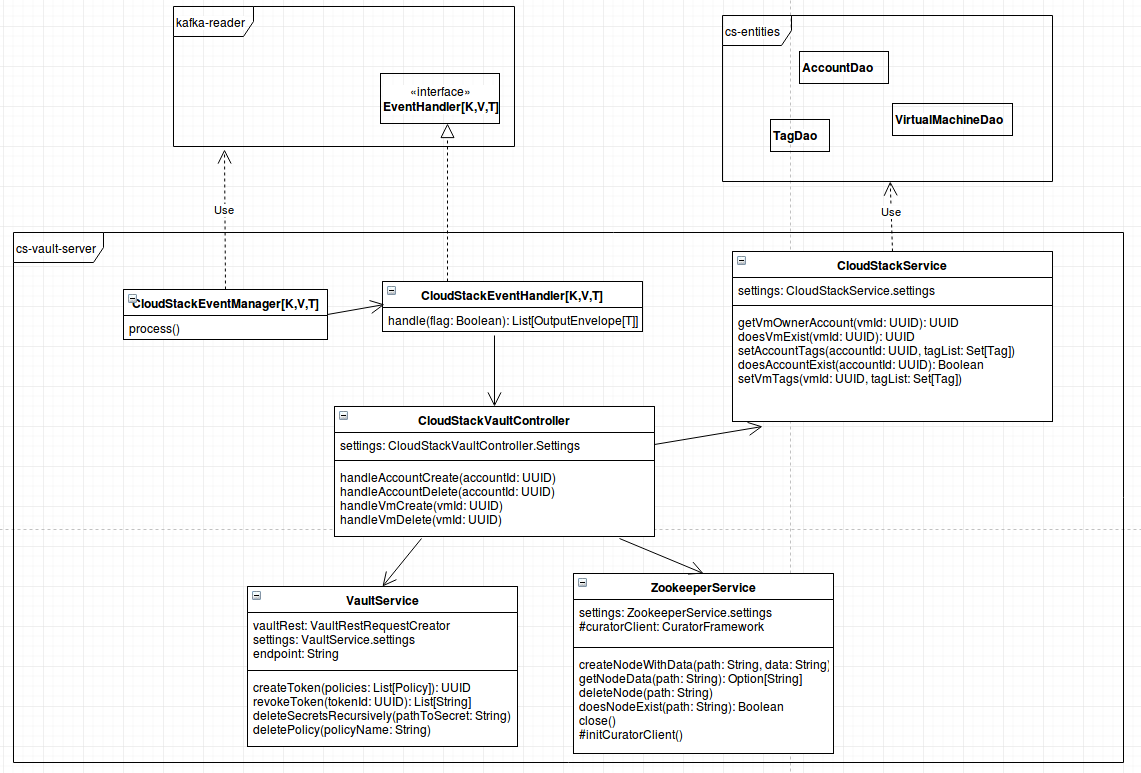 kafka-reader
«interface»
EventHandler[K,V,T]
cs-entities
AccountDao
VirtualMachineDao
TagDao
Use
Use
cs-vault-server
CloudStackEventManager[K,V,T]
process()
CloudStackEventHandler[K,V,T]
handle(flag: Boolean): List[OutputEnvelope[T]]
CloudStackService
settings: CloudStackService.settings
getVmOwnerAccount(vmId: UUID): UUID
doesVmExist(vmId: UUID): UUID
setAccountTags(accountId: UUID, tagList: Set[Tag])
doesAccountExist(accountId: UUID): Boolean
setVmTags(vmId: UUID, tagList: Set[Tag])
CloudStackVaultController
settings: CloudStackVaultController.Settings
handleAccountCreate(accountId: UUID)
handleAccountDelete(accountId: UUID)
handleVmCreate(vmId: UUID)
handleVmDelete(vmId: UUID)
VaultService
vaultRest: VaultRestRequestCreator
settings: VaultService.settings
endpoint: String
createToken(policies: List[Policy]): UUID
revokeToken(tokenId: UUID): List[String]
deleteSecretsRecursively(pathToSecret: String)
deletePolicy(policyName: String)
ZookeeperService
settings: ZookeeperService.settings
#curatorClient: CuratorFramework
createNodeWithData(path: String, data: String)
getNodeData(path: String): Option[String]
deleteNode(path: String)
doesNodeExist(path: String): Boolean
close()
#initCuratorClient()